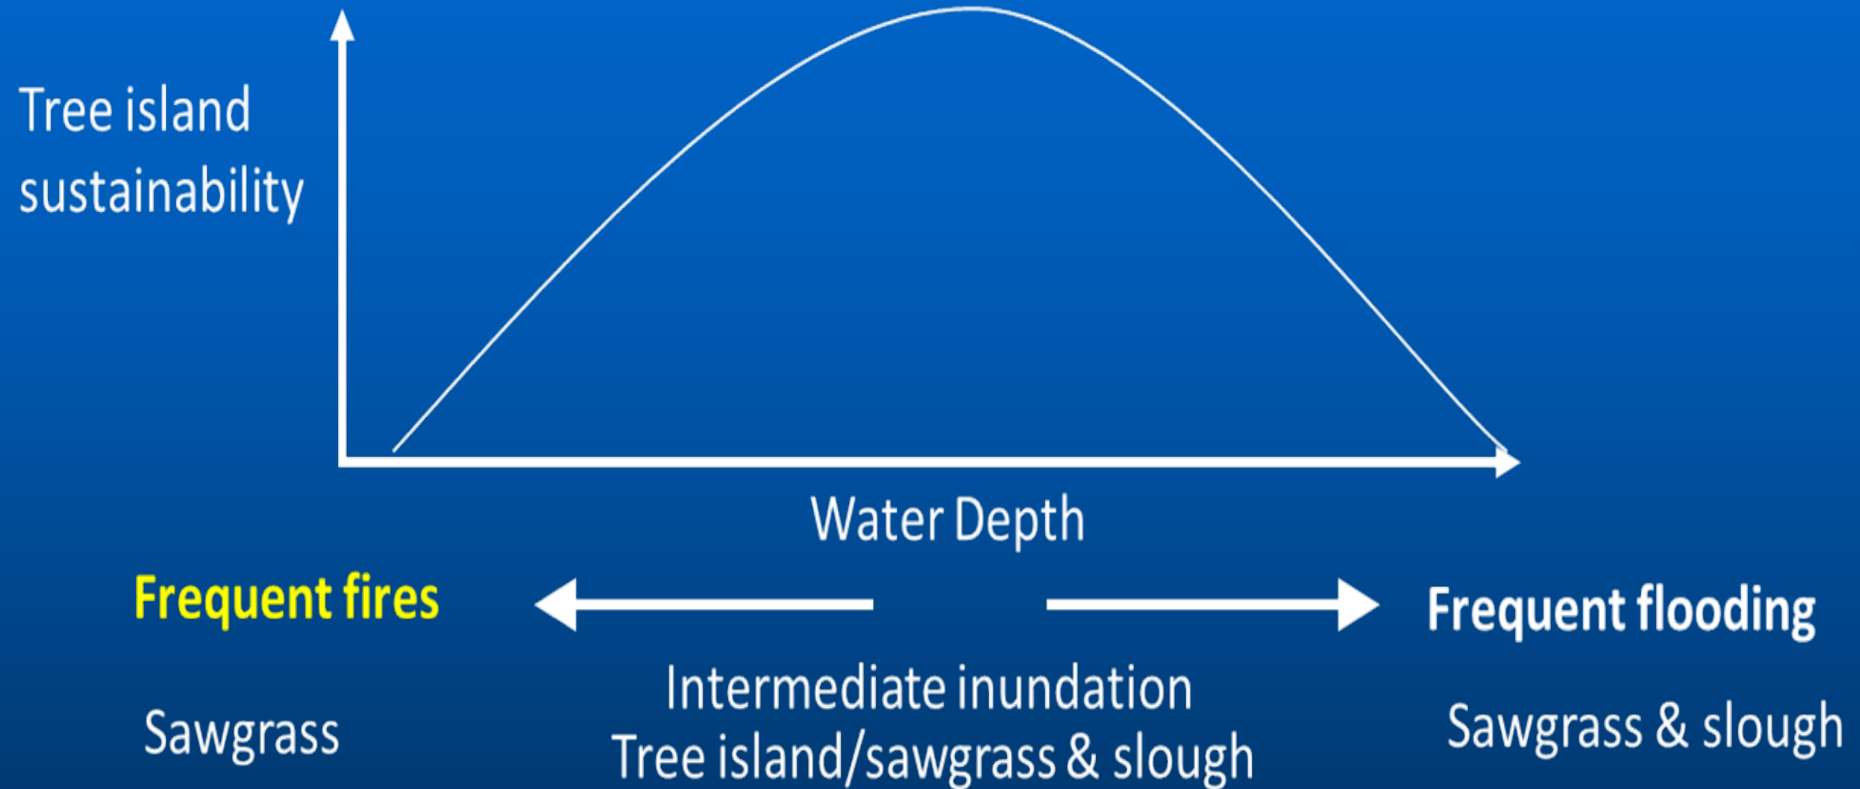 Tree island
sustainability
Water Depth
Frequent fires
Frequent flooding
Intermediate inundation
Sawgrass
Tree island/sawgrass & slough
Sawgrass & slough